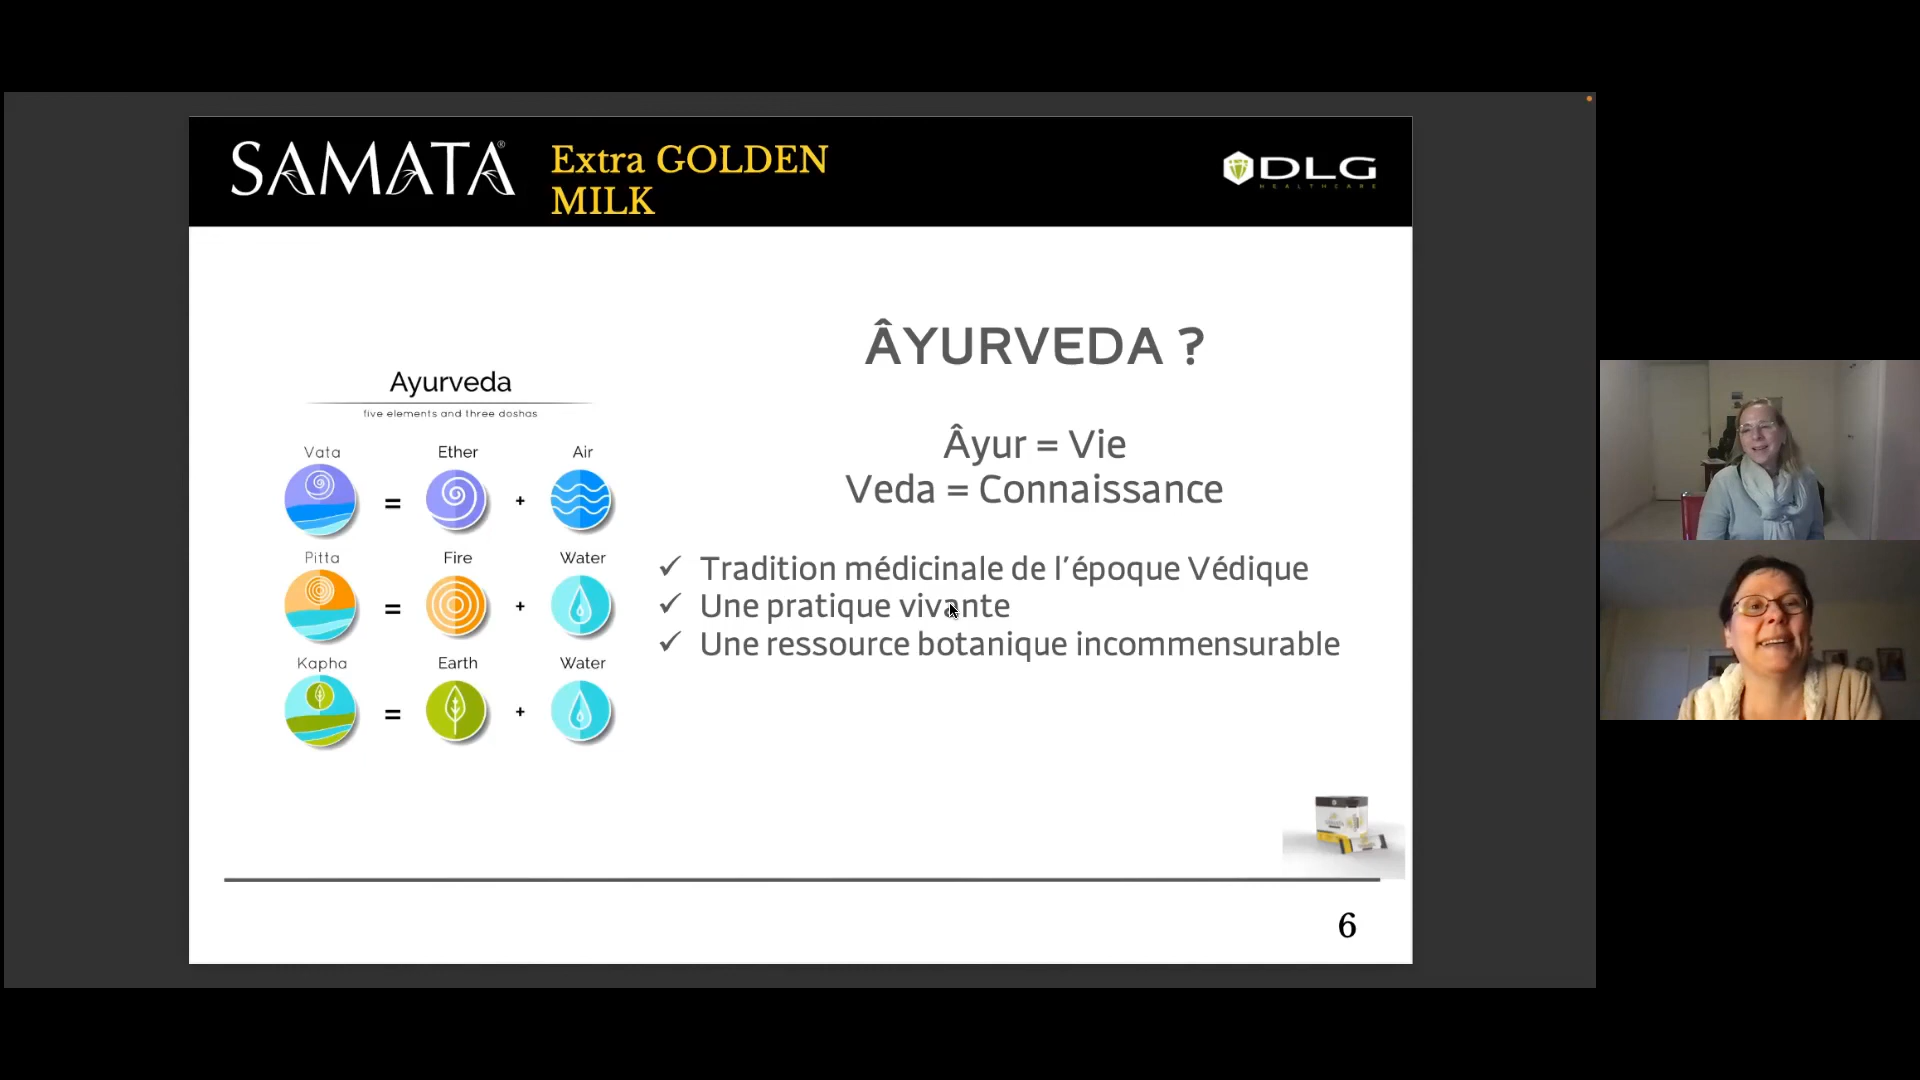 SAMATA®
Extra GOLDEN
MILK
DLG
HEALTHCARE
Ayurveda
five elements and three doshas
Vata = Ether + Air
Pitta = Fire + Water
Kapha = Earth + Water
ÂYURVEDA ?
Âyur = Vie
Veda = Connaissance
✓ Tradition médicinale de l'époque Védique
✓ Une pratique vivante
✓ Une ressource botanique incommensurable
6